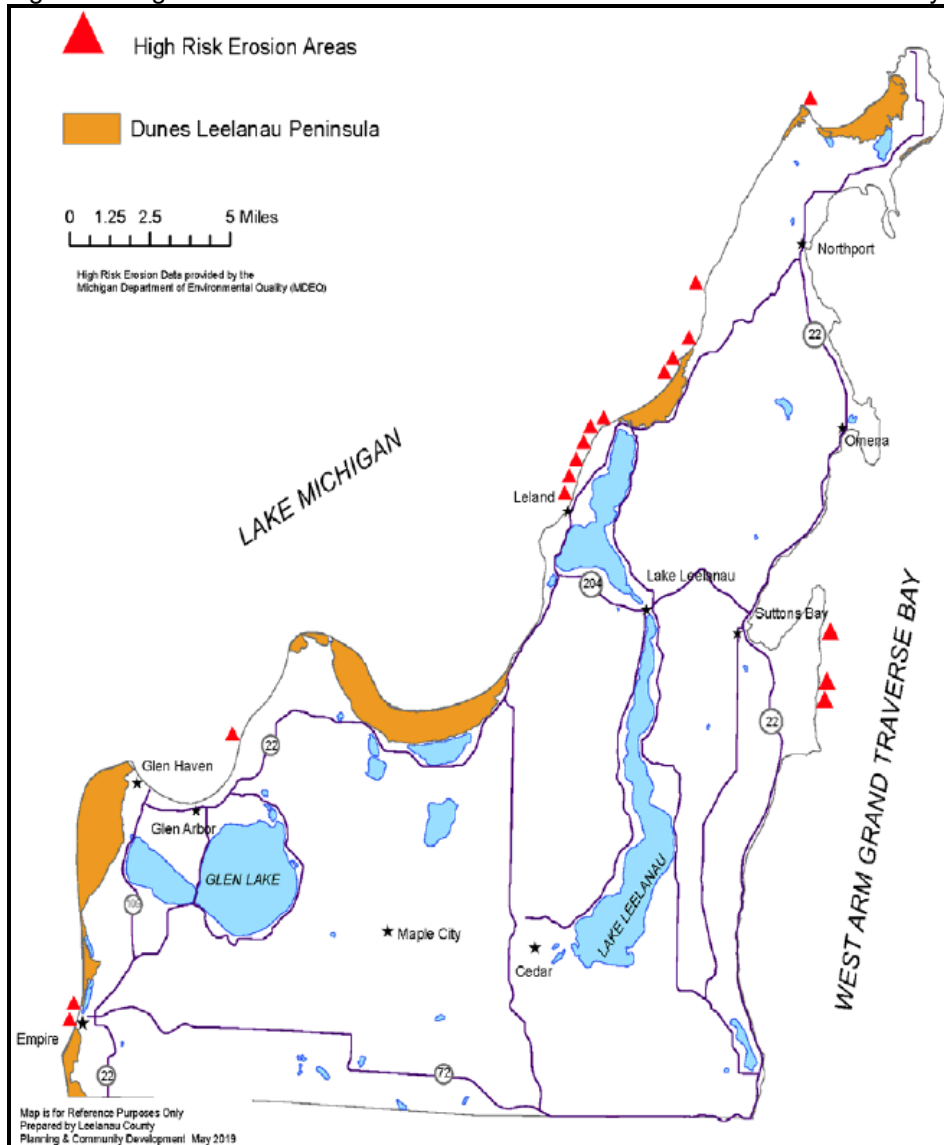 High Risk Erosion Areas
Dunes Leelanau Peninsula
0 1.25 2.5 5 Miles
High Risk Erosion Data provided by the
Michigan Department of Environmental Quality (MDEQ)
Northport
22
Omena
LAKE MICHIGAN
Leland
204
Lake Leelanau
Suttons Bay
22
WEST ARM GRAND TRAVERSE BAY
22
Glen Haven
Glen Arbor
GLEN LAKE
LAKE LEELANAU
109
Maple City
Cedar
Empire
22
72
Map is for Reference Purposes Only
Prepared by Leelanau County
Planning & Community Development May 2019